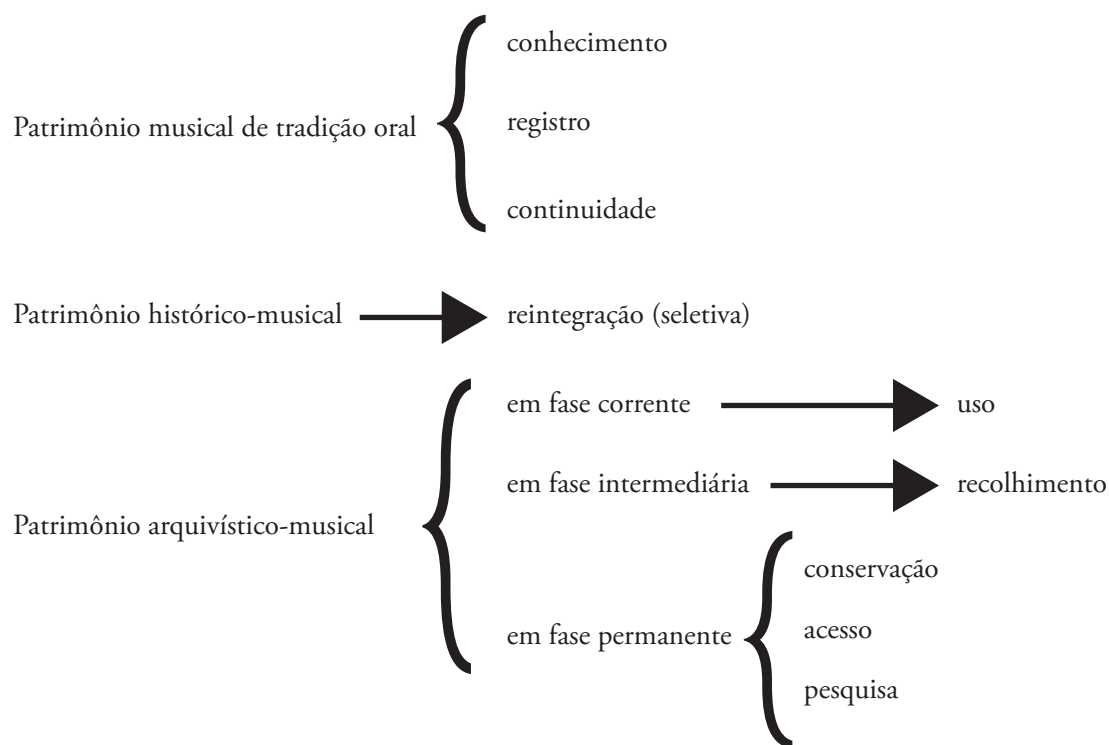 conhecimento
Patrimônio musical de tradição oral
registro
continuidade
Patrimônio histórico-musical
reintegração (seletiva)
Patrimônio arquivístico-musical
em fase corrente
uso
em fase intermediária
recolhimento
em fase permanente
conservação
acesso
pesquisa